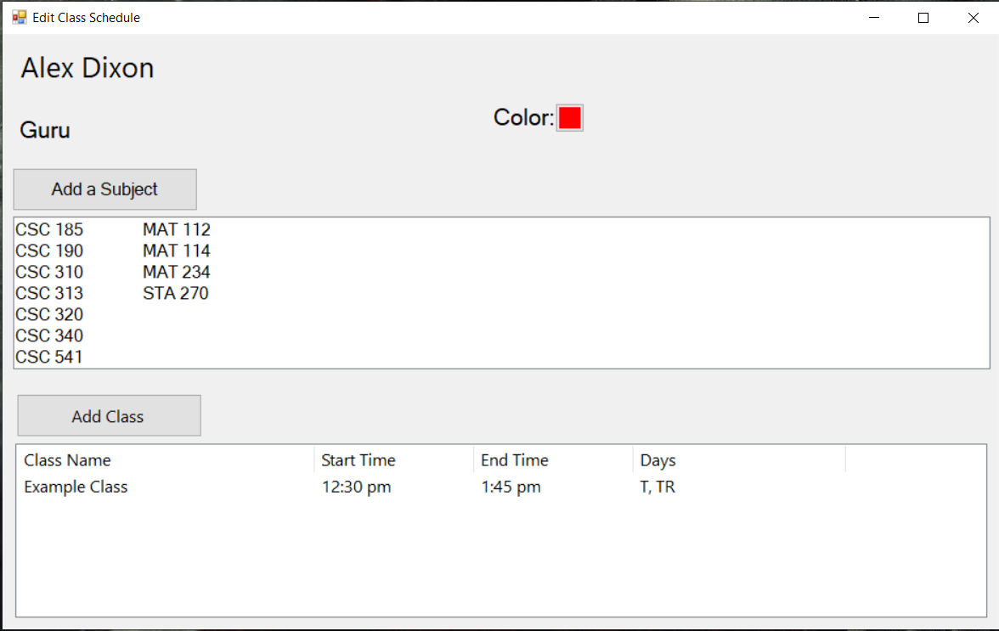 Edit Class Schedule
Alex Dixon
Color:
Guru
Add a Subject
CSC 185 MAT 112
CSC 190 MAT 114
CSC 310 MAT 234
CSC 313 STA 270
CSC 320
CSC 340
CSC 541
Add Class
Class Name Start Time End Time Days
Example Class 12:30 pm 1:45 pm T, TR